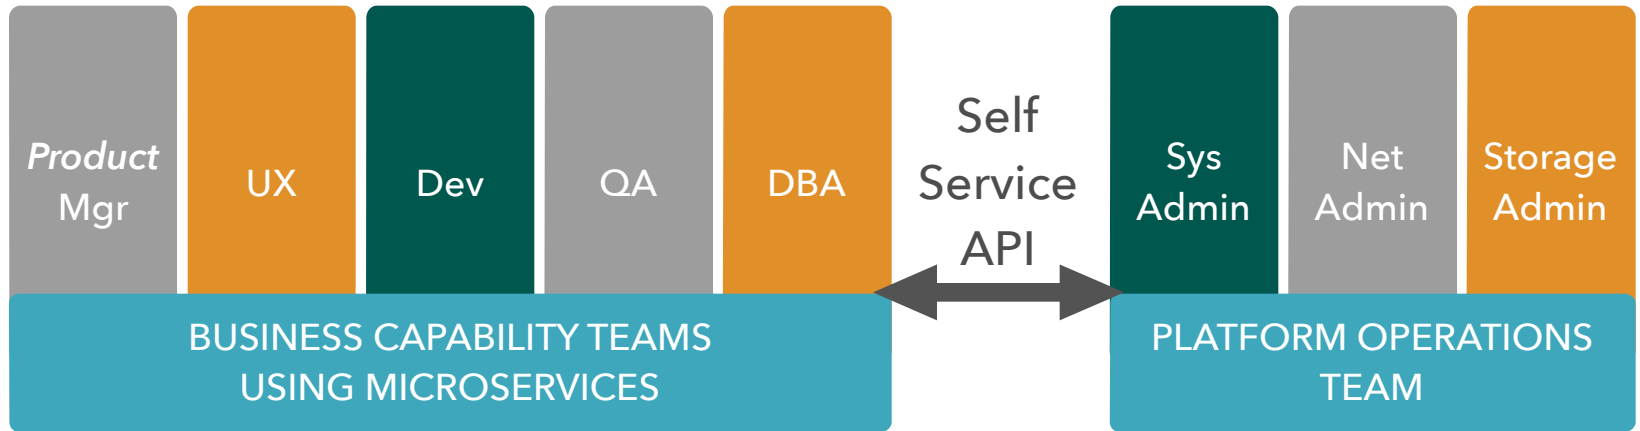 Product
Mgr
UX
Dev
QA
DBA
Self
Service
API
Sys
Admin
Net
Admin
Storage
Admin
BUSINESS CAPABILITY TEAMS
USING MICROSERVICES
PLATFORM OPERATIONS
TEAM